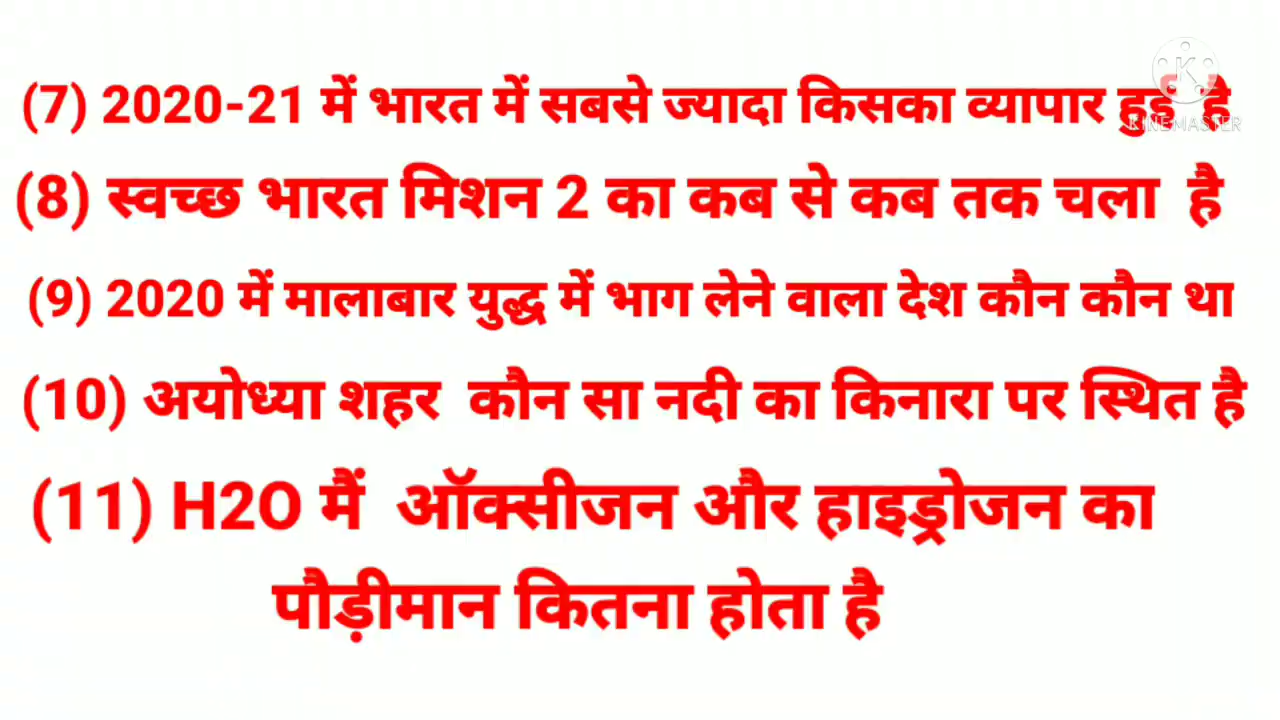 (7) 2020-21 में भारत में सबसे ज्यादा किसका व्यापार हुई है
KINEMASTER
(8) स्वच्छ भारत मिशन 2 का कब से कब तक चला है
(9) 2020 में मालाबार युद्ध में भाग लेने वाला देश कौन कौन था
(10) अयोध्या शहर कौन सा नदी का किनारा पर स्थित है
(11) H2O मैं ऑक्सीजन और हाइड्रोजन का
पौड़ीमान कितना होता है